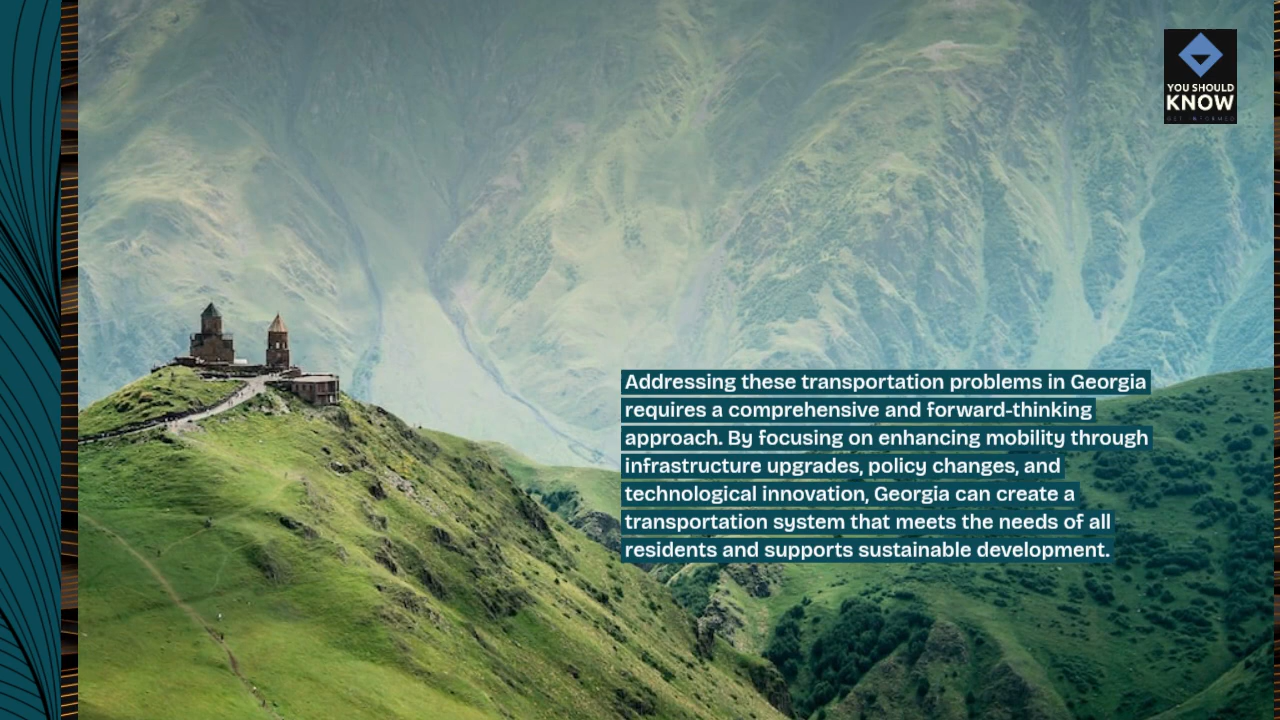 YOU SHOULD
KNOW
GET INFORMED
Addressing these transportation problems in Georgia
requires a comprehensive and forward-thinking
approach. By focusing on enhancing mobility through
infrastructure upgrades, policy changes, and
technological innovation, Georgia can create a
transportation system that meets the needs of all
residents and supports sustainable development.